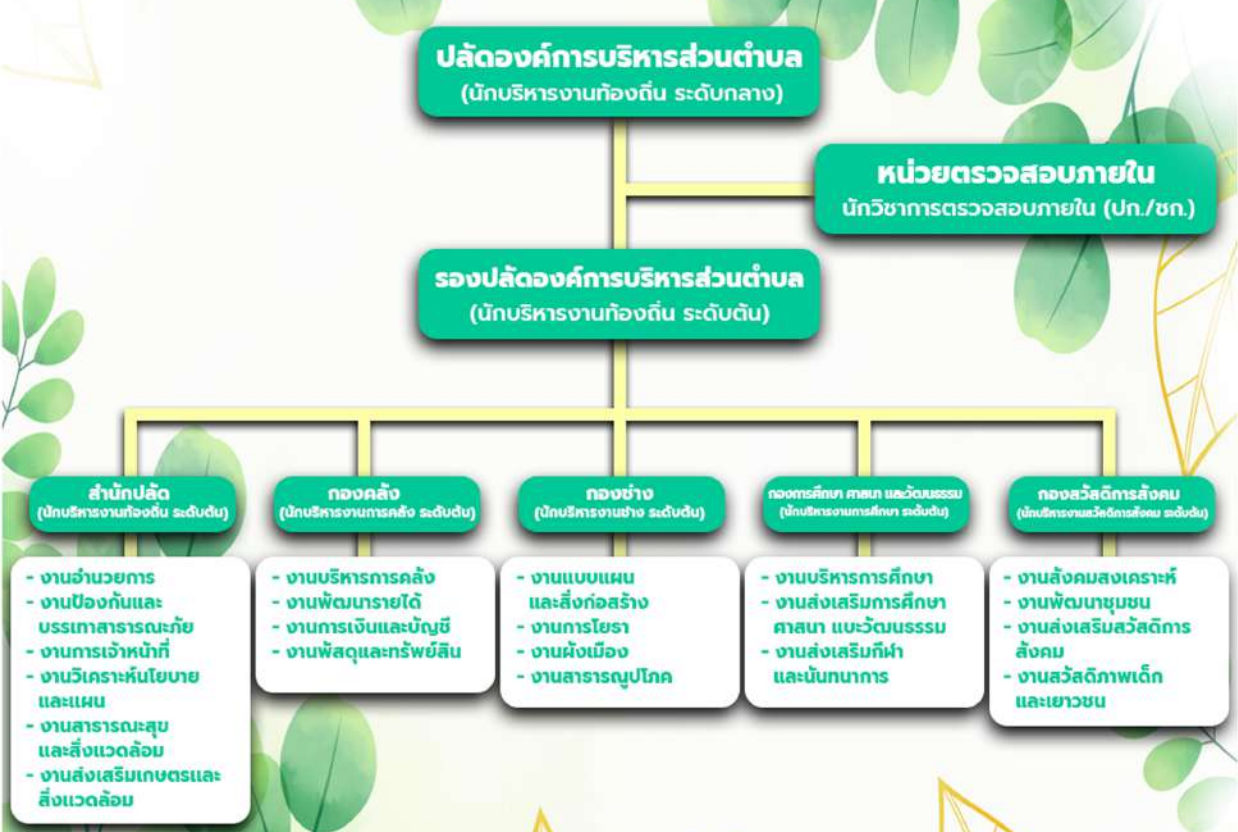 ปลัดองค์การบริหารส่วนตำบล
(นักบริหารงานท้องถิ่น ระดับกลาง)
หน่วยตรวจสอบภายใน
นักวิชาการตรวจสอบภายใน (ปก./ชก.)
รองปลัดองค์การบริหารส่วนตำบล
(นักบริหารงานท้องถิ่น ระดับต้น)
สำนักปลัด
(นักบริหารงานท้องถิ่น ระดับต้น)
- งานอำนวยการ
- งานป้องกันและ
บรรเทาสาธารณะภัย
- งานการเจ้าหน้าที่
- งานวิเคราะห์นโยบาย
และแผน
- งานสาธารณะสุข
และสิ่งแวดล้อม
- งานส่งเสริมเกษตรและ
สิ่งแวดล้อม
กองคลัง
(นักบริหารงานการคลัง ระดับต้น)
- งานบริหารการคลัง
- งานพัฒนารายได้
- งานการเงินและบัญชี
- งานพัสดุและทรัพย์สิน
กองช่าง
(นักบริหารงานช่าง ระดับต้น)
- งานแบบแผน
และสิ่งก่อสร้าง
- งานการโยธา
- งานผังเมือง
- งานสาธารณูปโภค
กองการศึกษา ศาสนา และวัฒนธรรม
(นักบริหารงานการศึกษา ระดับต้น)
- งานบริหารการศึกษา
- งานส่งเสริมการศึกษา
ศาสนา แบะวัฒนธรรม
- งานส่งเสริมกีฬา
และนันทนาการ
กองสวัสดิการสังคม
(นักบริหารงานสวัสดิการสังคม ระดับต้น)
- งานสังคมสงเคราะห์
- งานพัฒนาชุมชน
- งานส่งเสริมสวัสดิการ
สังคม
- งานสวัสดิภาพเด็ก
และเยาวชน